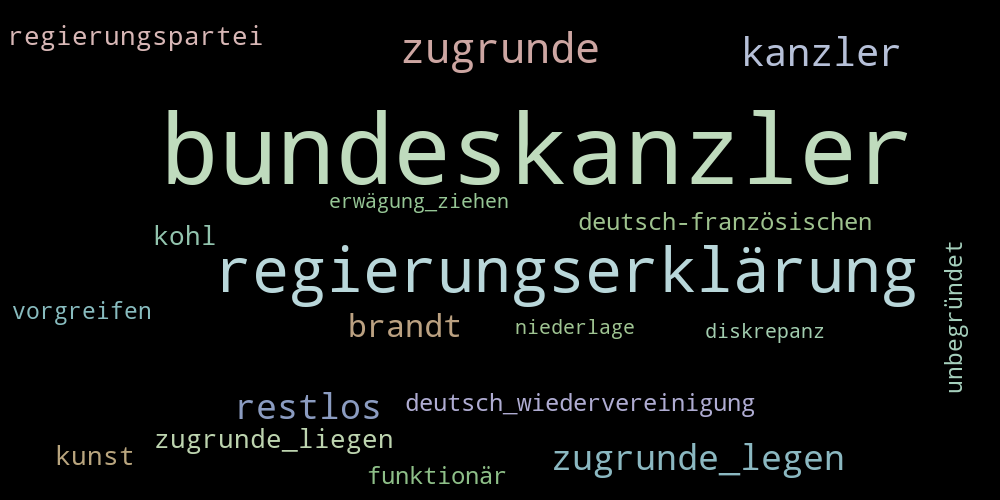 regierungspartei
zugrunde
kanzler
bundeskanzler
erwägung_ziehen
deutsch-französischen
kohl
regierungserklärung
vorgreifen
brandt
niederlage
diskrepanz
unbegründet
restlos
deutsch_wiedervereinigung
zugrunde_liegen
kunst
zugrunde_legen
funktionär